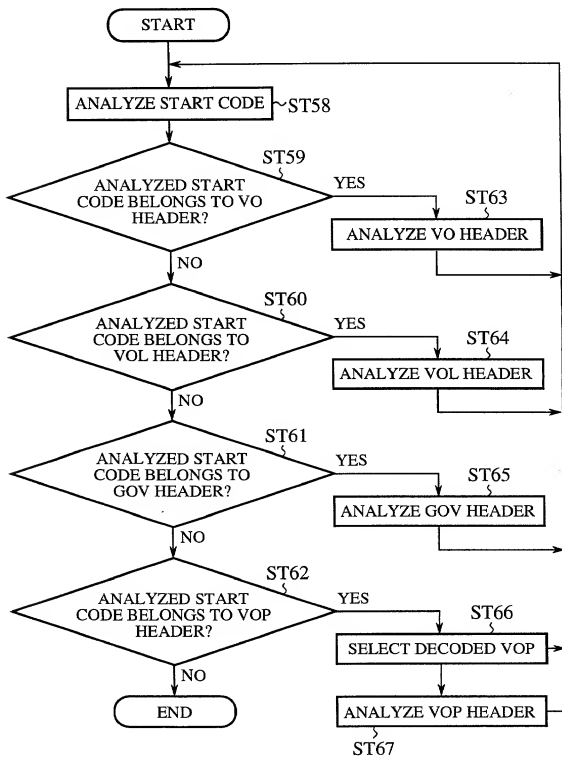 START
ANALYZE START CODE
ST58
ST59
ANALYZED START
CODE BELONGS TO VO
HEADER?
YES
ST63
ANALYZE VO HEADER
NO
ST60
ANALYZED START
CODE BELONGS TO
VOL HEADER?
YES
ST64
ANALYZE VOL HEADER
NO
ST61
ANALYZED START
CODE BELONGS TO
GOV HEADER?
YES
ST65
ANALYZE GOV HEADER
NO
ST62
ANALYZED START
CODE BELONGS TO VOP
HEADER?
YES
ST66
SELECT DECODED VOP
NO
END
ANALYZE VOP HEADER
ST67